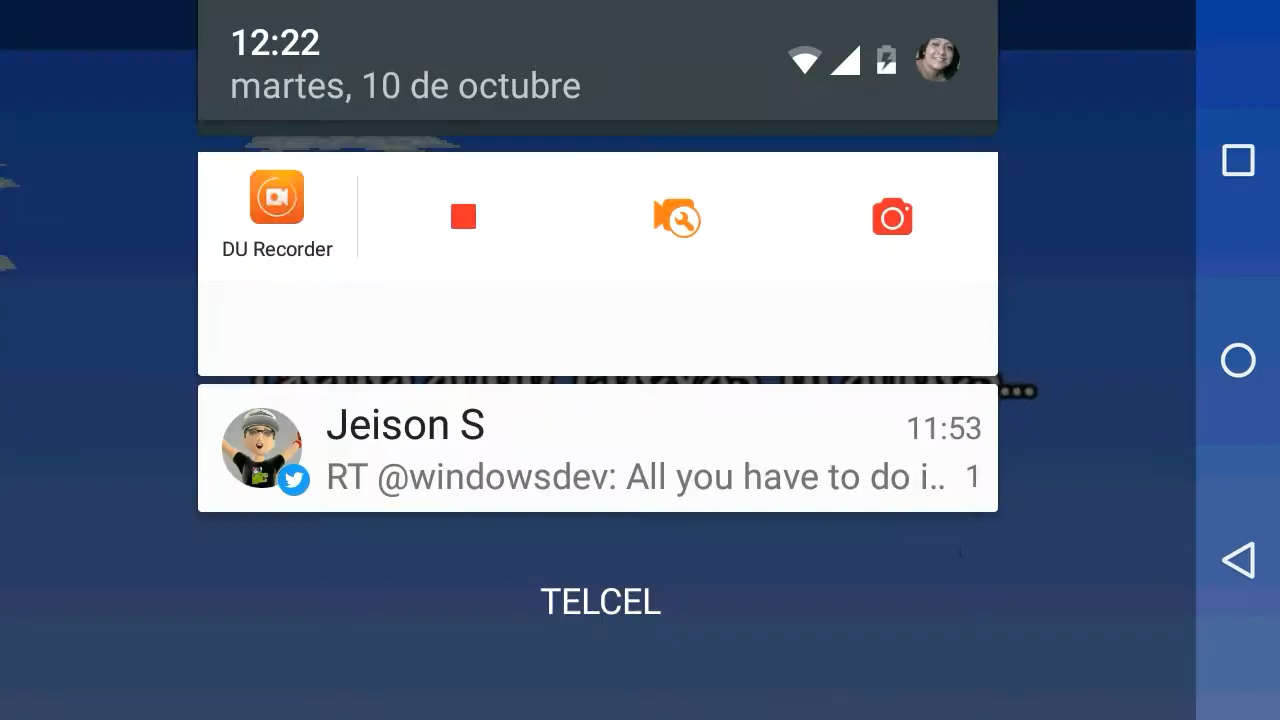 12:22
martes, 10 de octubre
DU Recorder
Jeison S
11:53
RT @windowsdev: All you have to do i..
1
TELCEL